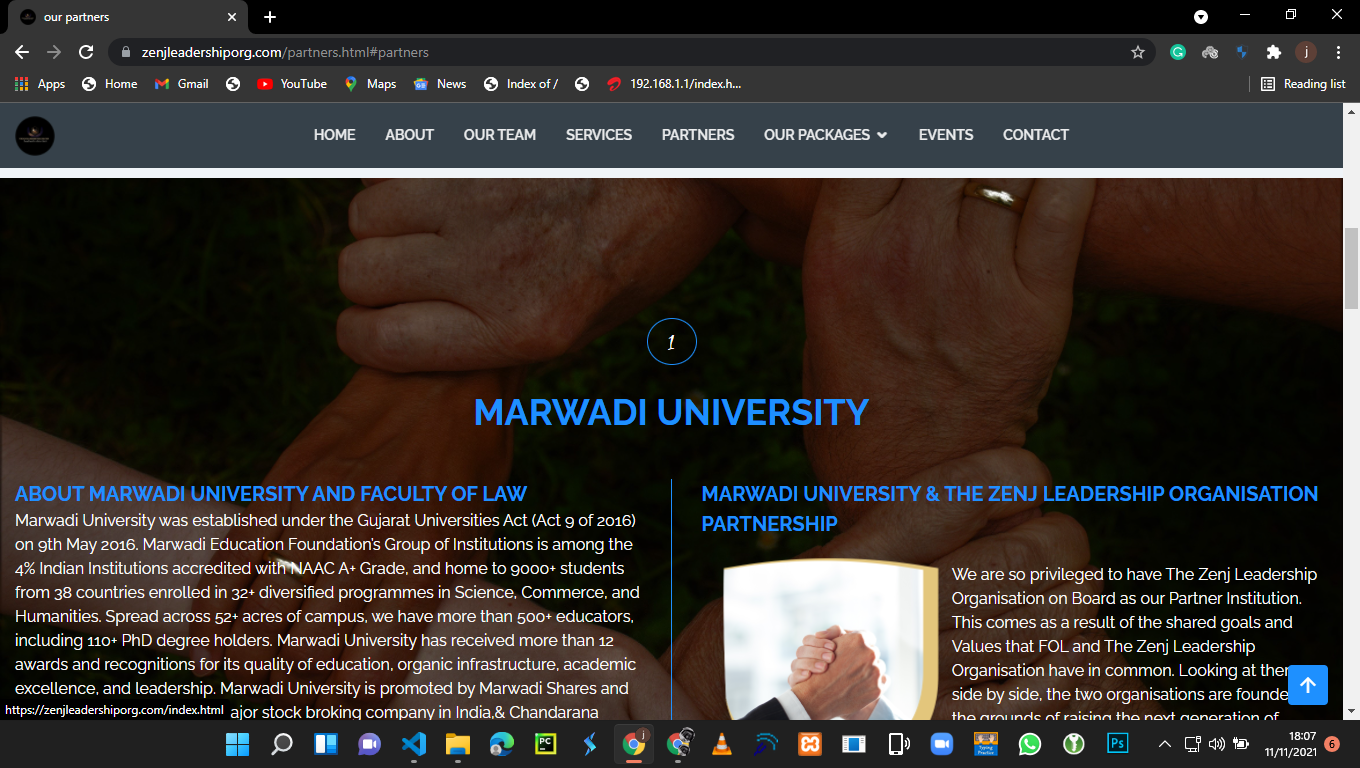 our partners
zenjleadershiporg.com/partners.html#partners
j
Apps
Home
Gmail
YouTube
Maps
News
Index of /
192.168.1.1/index.h...
Reading list
HOME
ABOUT
OUR TEAM
SERVICES
PARTNERS
OUR PACKAGES
EVENTS
CONTACT
1
MARWADI UNIVERSITY
ABOUT MARWADI UNIVERSITY AND FACULTY OF LAW
Marwadi University was established under the Gujarat Universities Act (Act 9 of 2016)
on 9th May 2016. Marwadi Education Foundation's Group of Institutions is among the
4% Indian Institutions accredited with NAAC A+ Grade, and home to 9000+ students
from 38 countries enrolled in 32+ diversified programmes in Science, Commerce, and
Humanities. Spread across 52+ acres of campus, we have more than 500+ educators,
including 110+ PhD degree holders. Marwadi University has received more than 12
awards and recognitions for its quality of education, organic infrastructure, academic
excellence, and leadership. Marwadi University is promoted by Marwadi Shares and
ajor stock broking company in India,& Chandarana
MARWADI UNIVERSITY & THE ZENJ LEADERSHIP ORGANISATION
PARTNERSHIP
We are so privileged to have The Zenj Leadership
Organisation on Board as our Partner Institution.
This comes as a result of the shared goals and
Values that FOL and The Zenj Leadership
Organisation have in common. Looking at them
side by side, the two organisations are founde
the grounds of raising the next generation of
https://zenjleadershiporg.com/index.html
PC
j
Ps
18:07
11/11/2021
6